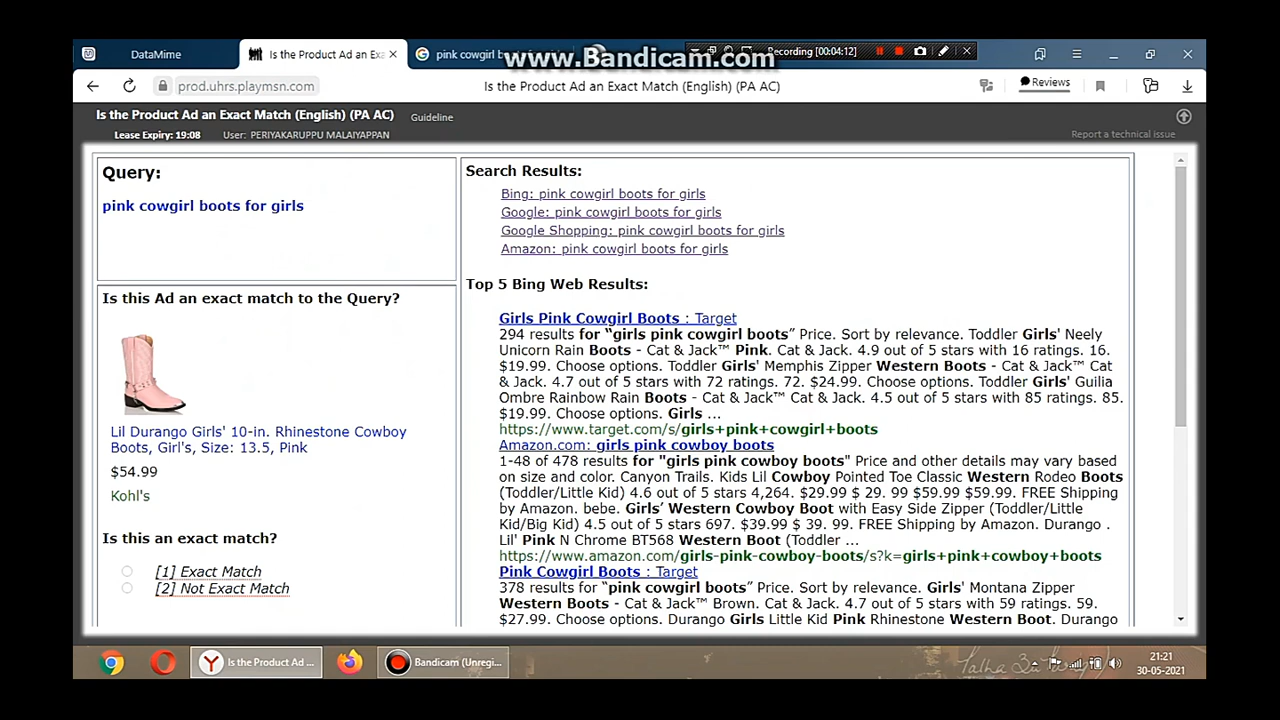 www.Bandicam.com
DataMime
Is the Product Ad an Exa
pink cowgirl b
Recording [00:04:12]
prod.uhrs.playmsn.com
Is the Product Ad an Exact Match (English) (PA AC)
Reviews
Is the Product Ad an Exact Match (English) (PA AC)
Guideline
Lease Expiry: 19:08
User: PERIYAKARUPPU MALAIYAPPAN
Report a technical issue
Query:
pink cowgirl boots for girls
Is this Ad an exact match to the Query?
Lil Durango Girls' 10-in. Rhinestone Cowboy
Boots, Girl's, Size: 13.5, Pink
$54.99
Kohl's
Is this an exact match?
[1] Exact Match
[2] Not Exact Match
Search Results:
Bing: pink cowgirl boots for girls
Google: pink cowgirl boots for girls
Google Shopping: pink cowgirl boots for girls
Amazon: pink cowgirl boots for girls
Top 5 Bing Web Results:
Girls Pink Cowgirl Boots : Target
294 results for “girls pink cowgirl boots” Price. Sort by relevance. Toddler Girls' Neely
Unicorn Rain Boots - Cat & Jack™ Pink. Cat & Jack. 4.9 out of 5 stars with 16 ratings. 16.
$19.99. Choose options. Toddler Girls' Memphis Zipper Western Boots - Cat & Jack™ Cat
& Jack. 4.7 out of 5 stars with 72 ratings. 72. $24.99. Choose options. Toddler Girls' Guilia
Ombre Rainbow Rain Boots - Cat & Jack™ Cat & Jack. 4.5 out of 5 stars with 85 ratings. 85.
$19.99. Choose options. Girls ...
https://www.target.com/s/girls+pink+cowgirl+boots
Amazon.com: girls pink cowboy boots
1-48 of 478 results for "girls pink cowboy boots" Price and other details may vary based
on size and color. Canyon Trails. Kids Lil Cowboy Pointed Toe Classic Western Rodeo Boots
(Toddler/Little Kid) 4.6 out of 5 stars 4,264. $29.99 $ 29. 99 $59.99 $59.99. FREE Shipping
by Amazon. bebe. Girls’ Western Cowboy Boot with Easy Side Zipper (Toddler/Little
Kid/Big Kid) 4.5 out of 5 stars 697. $39.99 $ 39. 99. FREE Shipping by Amazon. Durango .
Lil' Pink N Chrome BT568 Western Boot (Toddler ...
https://www.amazon.com/girls-pink-cowboy-boots/s?k=girls+pink+cowboy+boots
Pink Cowgirl Boots : Target
378 results for “pink cowgirl boots” Price. Sort by relevance. Girls' Montana Zipper
Western Boots - Cat & Jack™ Brown. Cat & Jack. 4.7 out of 5 stars with 59 ratings. 59.
$27.99. Choose options. Durango Girls Little Kid Pink Rhinestone Western Boot. Durango
Is the Product Ad ...
Bandicam (Unregi...
21:21
30-05-2021